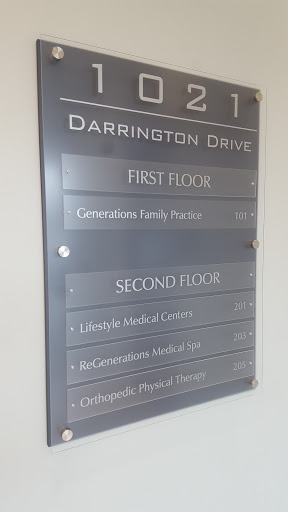 1021
DARRINGTON DRIVE
FIRST FLOOR
Generations Family Practice 101
SECOND FLOOR
Lifestyle Medical Centers 201
ReGenerations Medical Spa 203
Orthopedic Physical Therapy 205